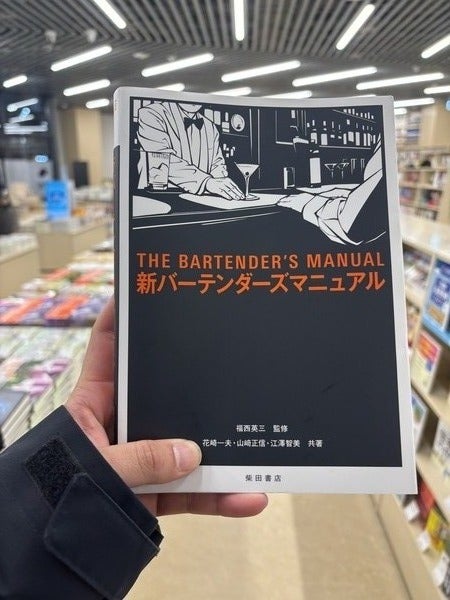 THE BARTENDER'S MANUAL
新バーテンダーズマニュアル
福西英三 監修
花崎一夫・山﨑正信・江澤智美 共著
柴田書店